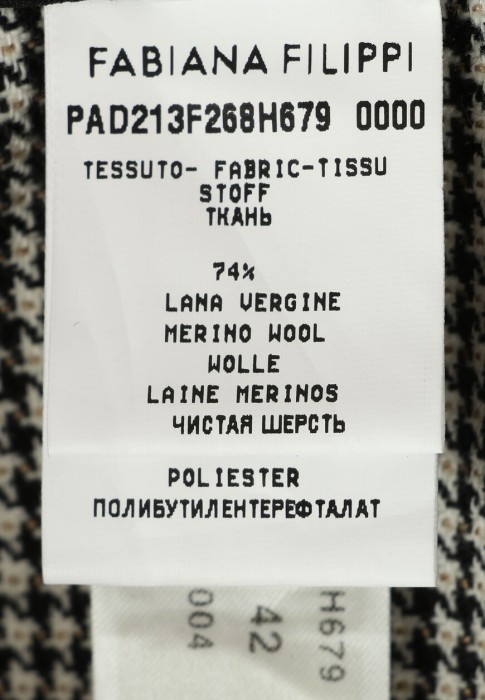 FABIANA FILIPPI
PAD213F268H679 0000
TESSUTO- FABRIC-TISSU
STOFF
ТКАНЬ
74%
LANA VERGINE
MERINO WOOL
WOLLE
LAINE MERINOS
ЧИСТАЯ ШЕРСТЬ
POLIESTER
ПОЛИБУТИЛЕНТЕРЕФТАЛАТ
H679
42
004